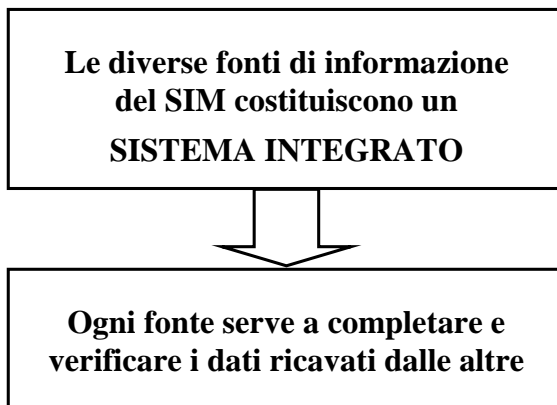 Le diverse fonti di informazione
del SIM costituiscono un
SISTEMA INTEGRATO
Ogni fonte serve a completare e
verificare i dati ricavati dalle altre